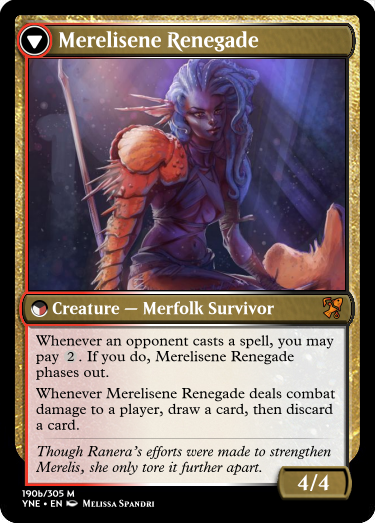 Merelisene Renegade
Creature — Merfolk Survivor
Whenever an opponent casts a spell, you may
pay 2. If you do, Merelisene Renegade
phases out.
Whenever Merelisene Renegade deals combat
damage to a player, draw a card, then discard
a card.
Though Ranera's efforts were made to strengthen
Merelis, she only tore it further apart.
4/4
190b/305 M
YNE • EN Melissa Spandri